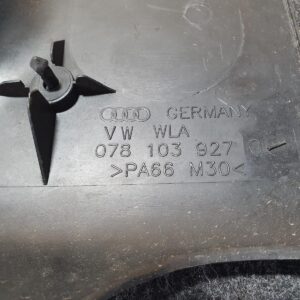 GERMANY
VW WLA
078 103 927
>PA66 M30<